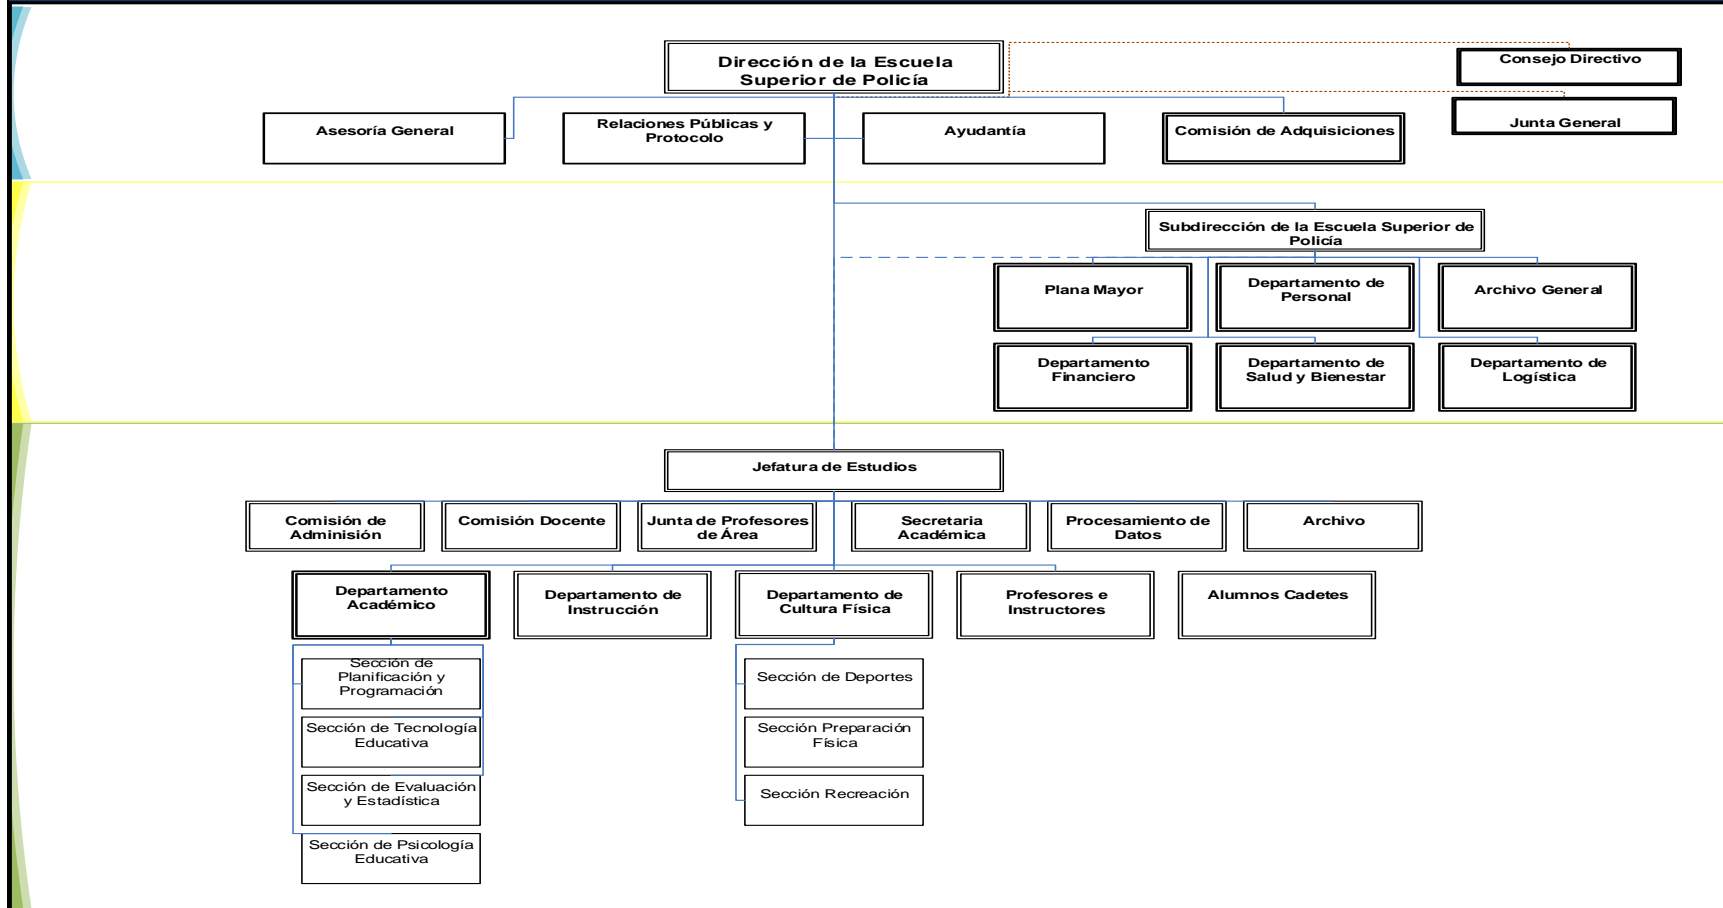 Dirección de la Escuela
Superior de Policía
Consejo Directivo
Junta General
Asesoría General
Relaciones Públicas y
Protocolo
Ayudantía
Comisión de Adquisiciones
Subdirección de la Escuela Superior de
Policía
Plana Mayor
Departamento de
Personal
Archivo General
Departamento
Financiero
Departamento de
Salud y Bienestar
Departamento de
Logística
Jefatura de Estudios
Comisión de
Adminisión
Comisión Docente
Junta de Profesores
de Área
Secretaria
Académica
Procesamiento de
Datos
Archivo
Departamento
Académico
Departamento de
Instrucción
Departamento de
Cultura Física
Profesores e
Instructores
Alumnos Cadetes
Sección de
Planificación y
Programación
Sección de Tecnología
Educativa
Sección de Evaluación
y Estadística
Sección de Psicología
Educativa
Sección de Deportes
Sección Preparación
Física
Sección Recreación